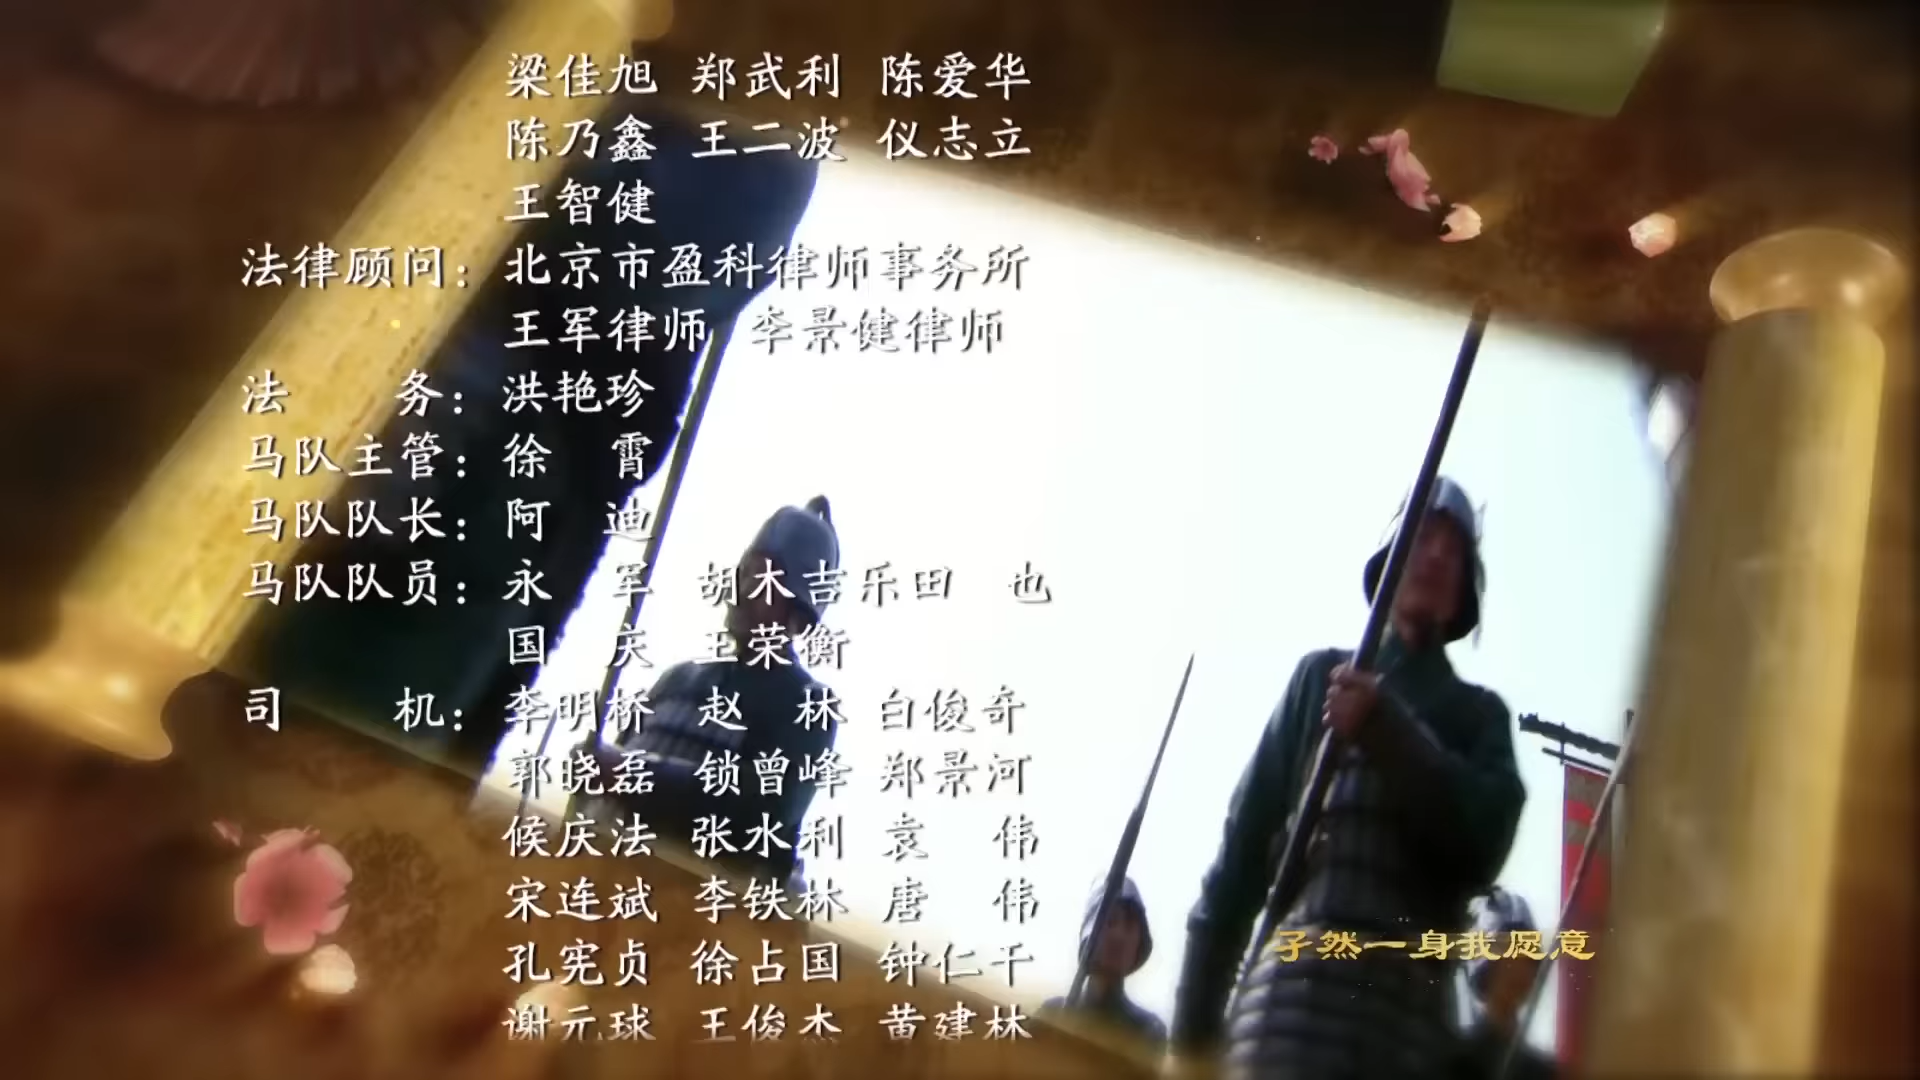 梁佳旭 郑武利 陈爱华
陈乃鑫 王二波 仪志立
王智健
法律顾问：北京市盈科律师事务所
王军律师 李景健律师
法 务：洪艳珍
马队主管：徐 霄
马队队长：阿 迪
马队队员：永 军 胡木吉乐 田 也
国 庆 王荣衡
司 机：李明桥 赵 林 白俊奇
郭晓磊 锁曾峰 郑景河
候庆法 张水利 袁 伟
宋连斌 李铁林 唐 伟
孔宪贞 徐占国 钟仁干
谢元球 王俊杰 黄建林
孑然一身我愿意